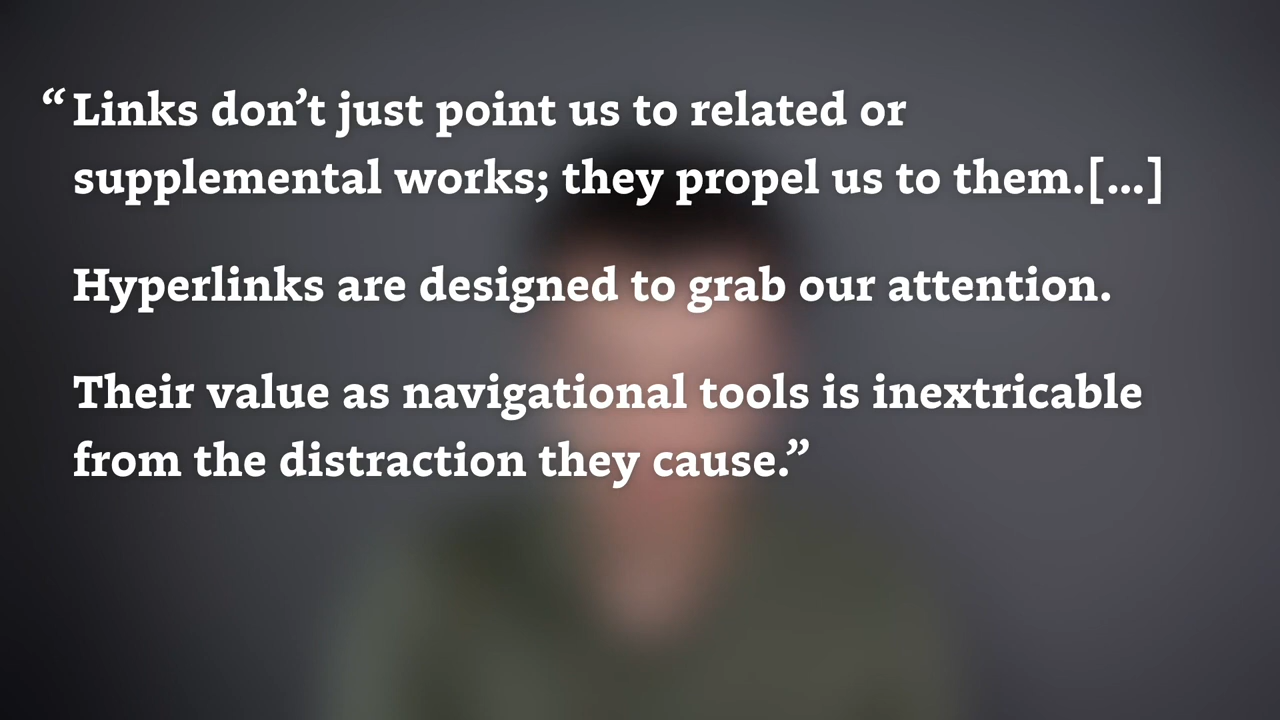 “Links don’t just point us to related or
supplemental works; they propel us to them.[...]
Hyperlinks are designed to grab our attention.
Their value as navigational tools is inextricable
from the distraction they cause.”